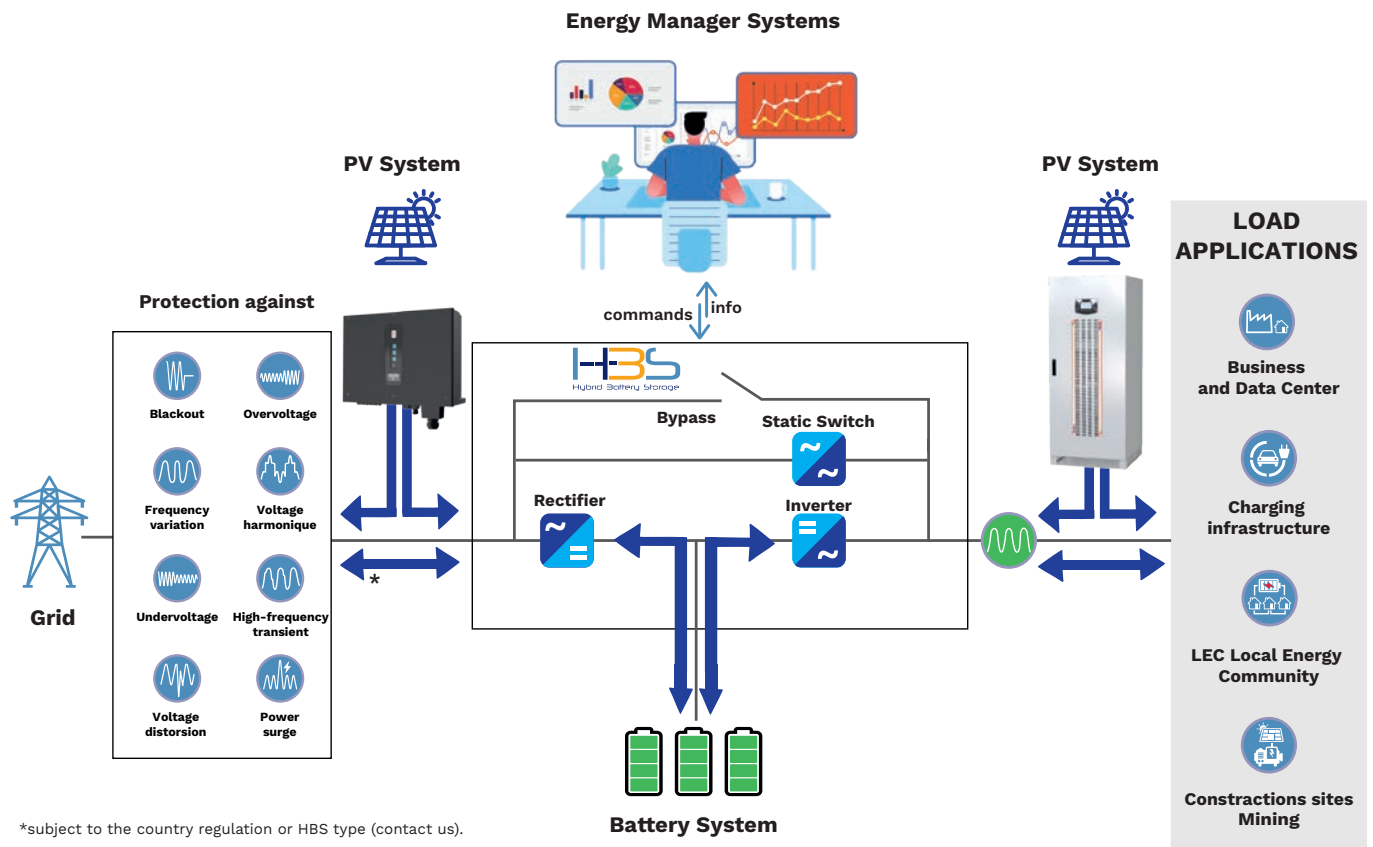 Energy Manager Systems
PV System
PV System
LOAD
APPLICATIONS
Protection against
commands
info
HBS
Hybrid Battery Storage
Blackout
Overvoltage
Bypass
Static Switch
Business
and Data Center
Frequency
variation
Voltage
harmonique
Rectifier
Inverter
Charging
infrastructure
*
Grid
Undervoltage
High-frequency
transient
LEC Local Energy
Community
Voltage
distorsion
Power
surge
Battery System
Constractions sites
Mining
*subject to the country regulation or HBS type (contact us).